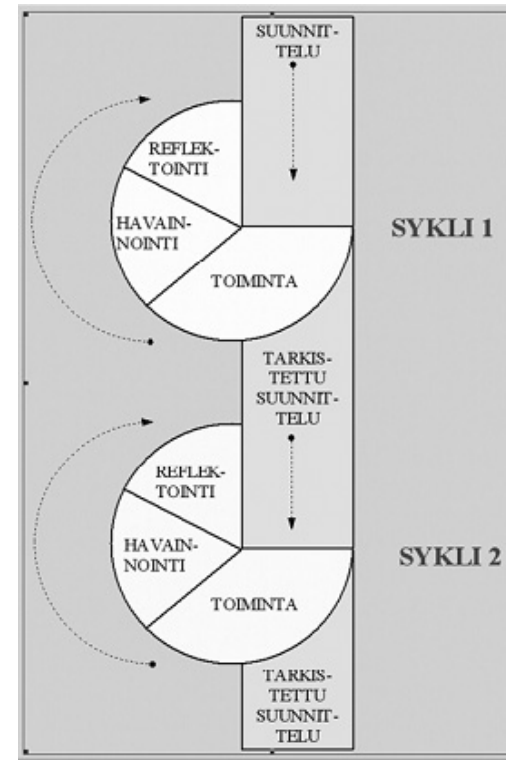 SUUNNIT-
TELU
REFLEK-
TOINTI
HAVAIN-
NOINTI
TOIMINTA
SYKLI 1
TARKIS-
TETTU
SUUNNIT-
TELU
REFLEK-
TOINTI
HAVAIN-
NOINTI
TOIMINTA
SYKLI 2
TARKIS-
TETTU
SUUNNIT-
TELU